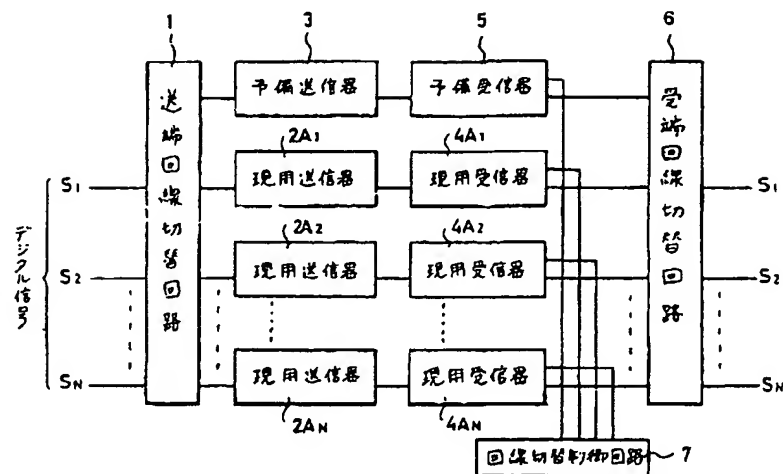 1
3
5
6
送端回線切替回路
予備送信器
予備受信器
受端回線切替回路
2A1
4A1
S1
現用送信器
現用受信器
S1
2A2
4A2
デジタル信号
S2
現用送信器
現用受信器
S2
SN
現用送信器
現用受信器
SN
2AN
4AN
回線切替制御回路
7